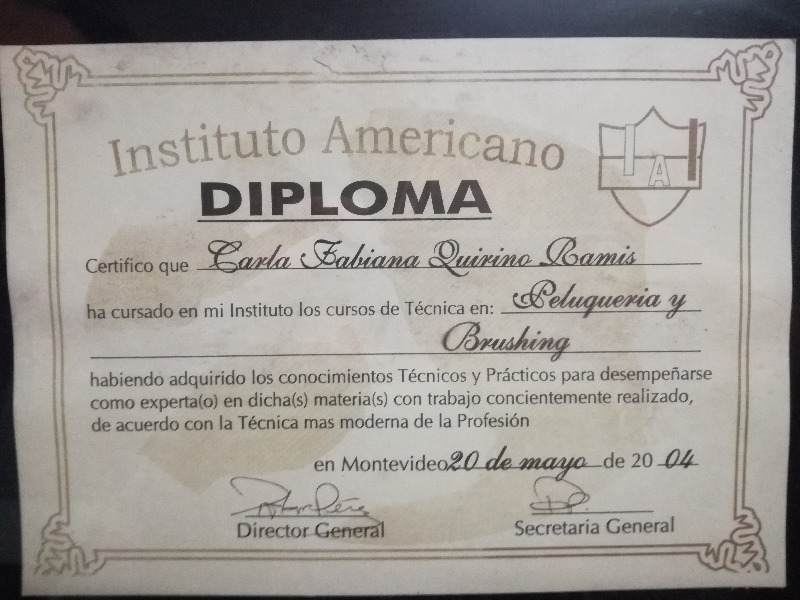 Instituto Americano
IA
DIPLOMA
Certifico que Carla Fabiana Quirino Ramis
ha cursado en mi Instituto los cursos de Técnica en: Peluqueria y
Brushing
habiendo adquirido los conocimientos Técnicos y Prácticos para desempeñarse
como experta(o) en dicha(s) materia(s) con trabajo concientemente realizado,
de acuerdo con la Técnica mas moderna de la Profesión
en Montevideo 20 de mayo de 20 04
Director General
Secretaria General